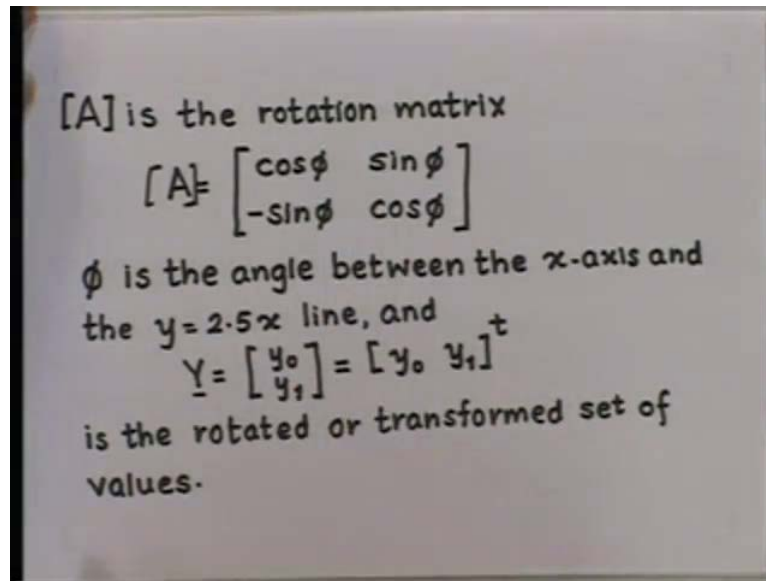 [A] is the rotation matrix
[A]= [cosϕ sinϕ
-sinϕ cosϕ]
ϕ is the angle between the x-axis and
the y=2.5x line, and
Y = [y₀ y₁] = [y₀ y₁]ᵗ
is the rotated or transformed set of
values.